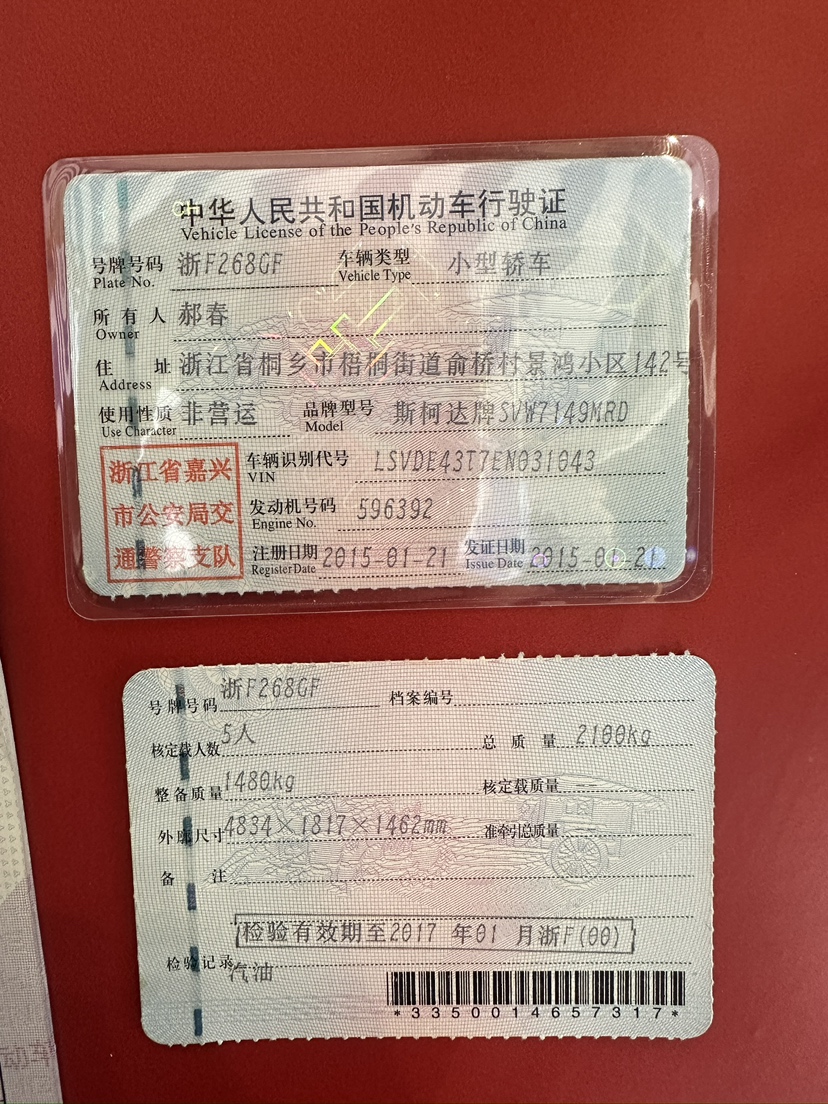 中华人民共和国机动车行驶证
Vehicle License of the People's Republic of China
号牌号码 浙F268GF 车辆类型 小型轿车
Plate No. Vehicle Type
所有人 郝春
Owner
住址 浙江省桐乡市梧桐街道俞桥村景鸿小区142号
Address
使用性质 非营运 品牌型号 斯柯达牌SVW7149MRD
Use Character Model
浙江省嘉兴
市公安局交
通警察支队
车辆识别代号 LSVDE43T7EN031043
VIN
发动机号码 596392
Engine No.
注册日期 2015-01-21 发证日期 2015-01-21
Register Date Issue Date
号牌号码 浙F268GF 档案编号
核定载人数 5人 总质量 2100kg
整备质量 1480kg 核定载质量 --
外廓尺寸 4834×1817×1462mm 准牵引总质量 --
备注
检验有效期至2017 年01 月浙F(00)
检验记录 汽油
*3350014657317*
动车